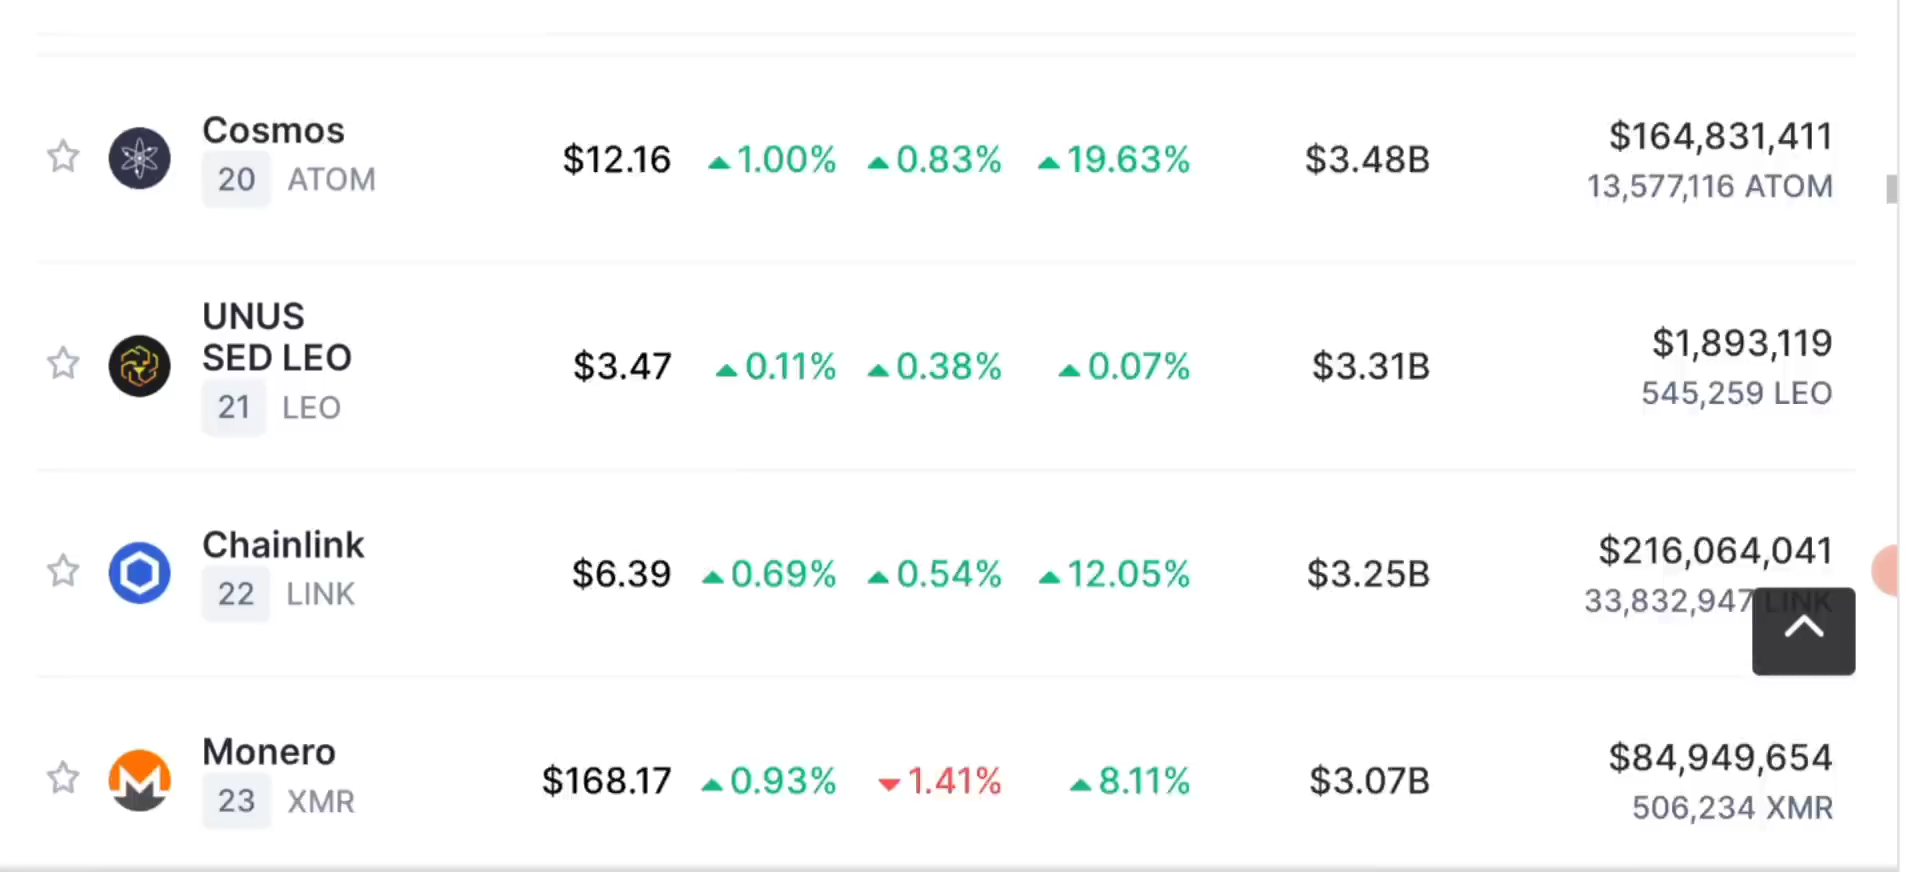 Cosmos
20 ATOM
$12.16 ▲1.00% ▲0.83% ▲19.63% $3.48B
$164,831,411
13,577,116 ATOM
UNUS
SED LEO
21 LEO
$3.47 ▲0.11% ▲0.38% ▲0.07% $3.31B
$1,893,119
545,259 LEO
Chainlink
22 LINK
$6.39 ▲0.69% ▲0.54% ▲12.05% $3.25B
$216,064,041
33,832,947 LINK
Monero
23 XMR
$168.17 ▲0.93% ▼1.41% ▲8.11% $3.07B
$84,949,654
506,234 XMR